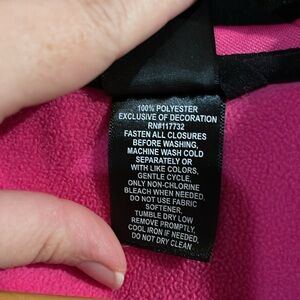 100% POLYESTER
EXCLUSIVE OF DECORATION
RN#117732
FASTEN ALL CLOSURES
BEFORE WASHING,
MACHINE WASH COLD
SEPARATELY OR
WITH LIKE COLORS,
GENTLE CYCLE,
ONLY NON-CHLORINE
BLEACH WHEN NEEDED,
DO NOT USE FABRIC
SOFTENER,
TUMBLE DRY LOW
REMOVE PROMPTLY,
COOL IRON IF NEEDED,
DO NOT DRY CLEAN